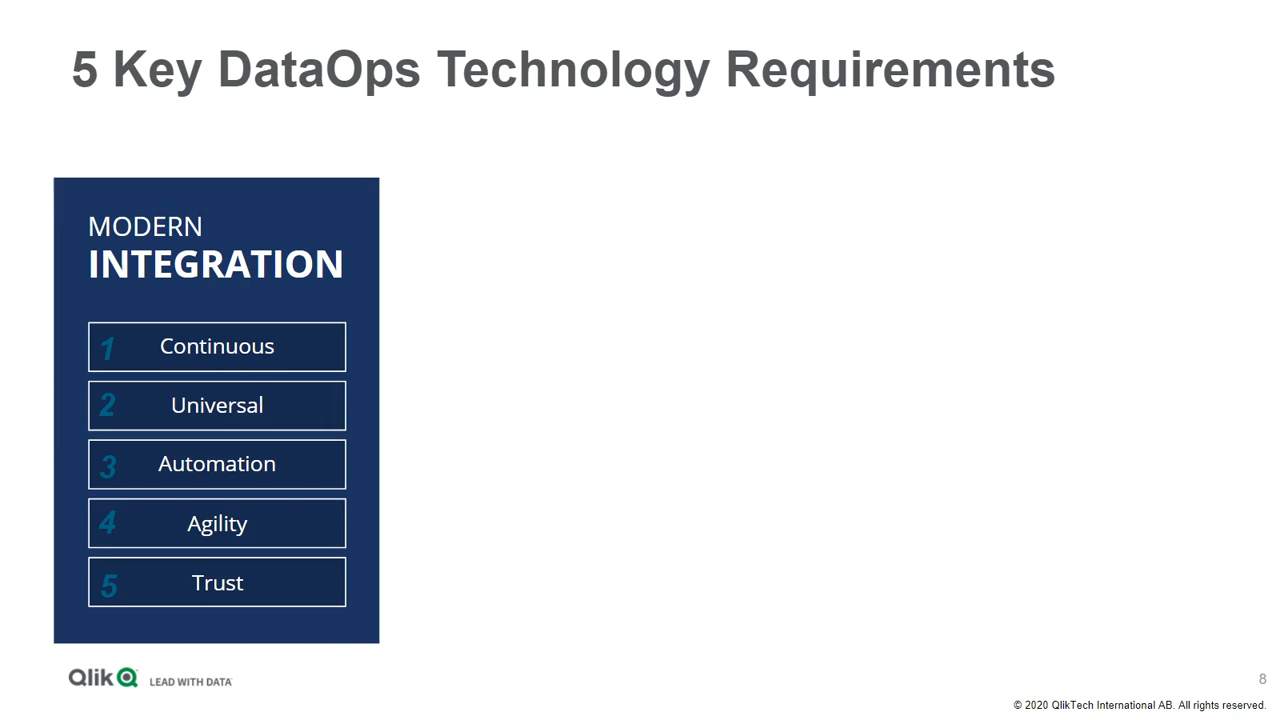 5 Key DataOps Technology Requirements
MODERN
INTEGRATION
1 Continuous
2 Universal
3 Automation
4 Agility
5 Trust
Qlik LEAD WITH DATA
8
© 2020 QlikTech International AB. All rights reserved.